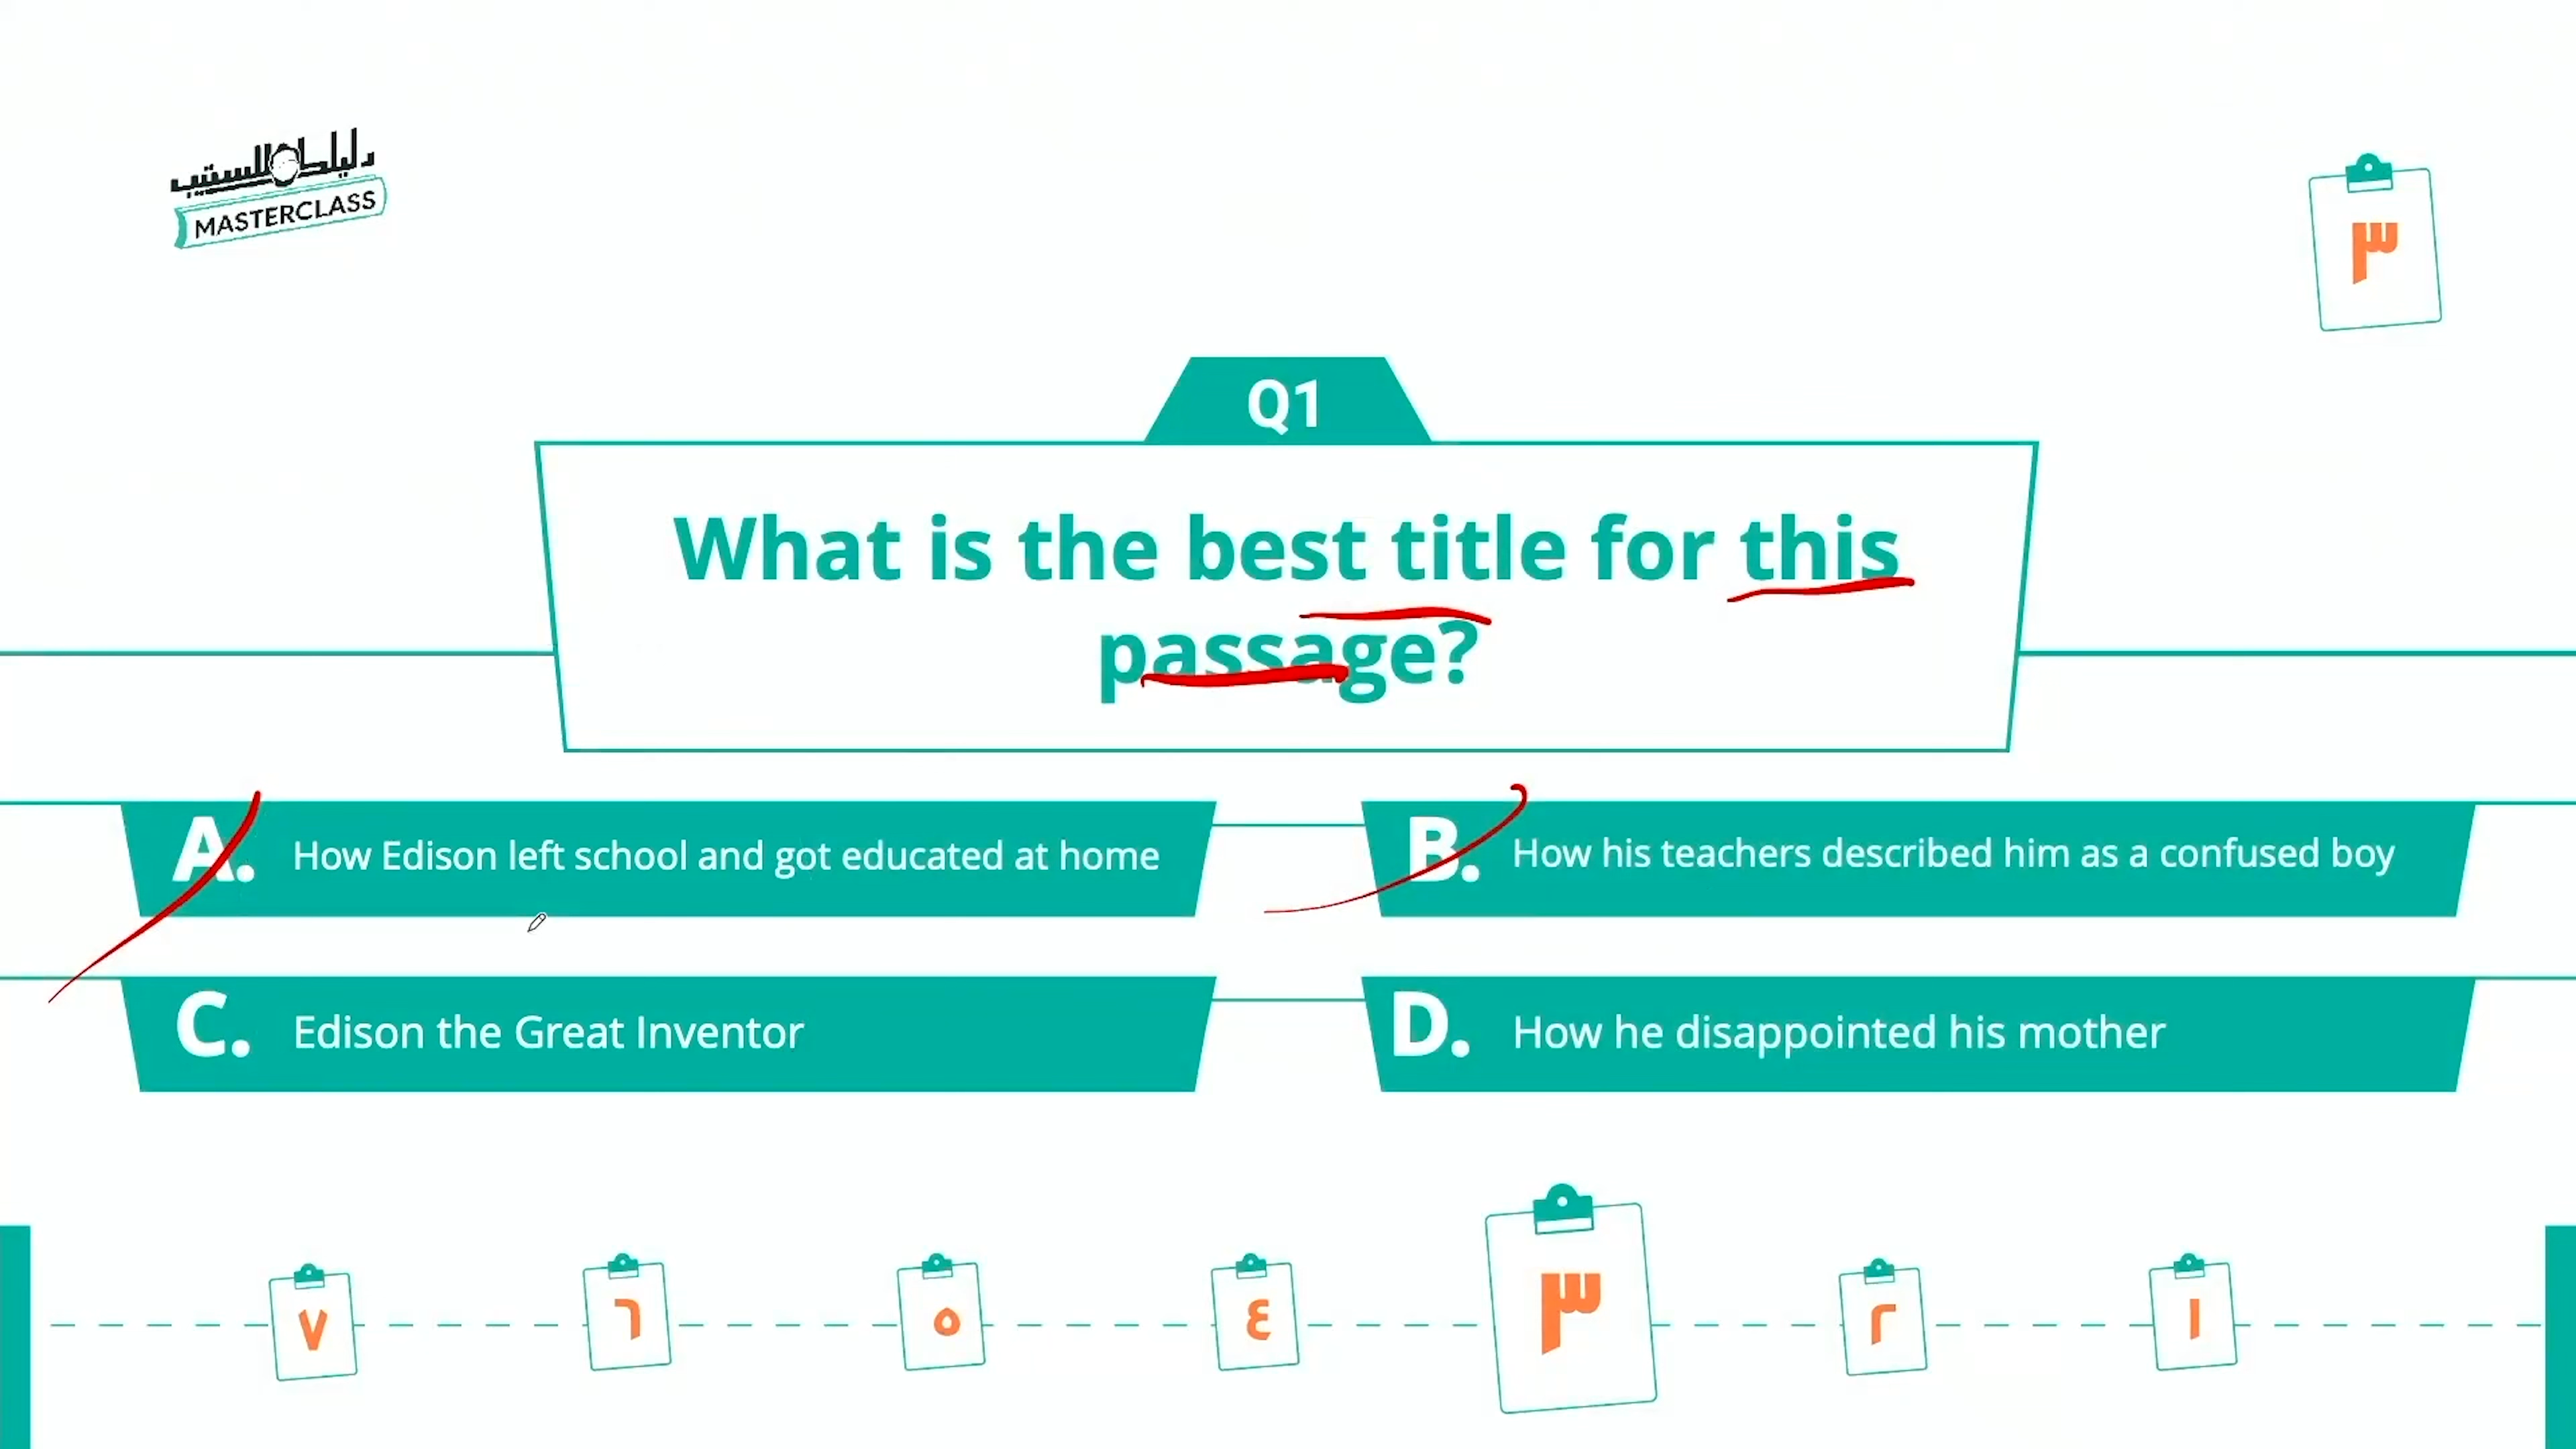 دليلك للستيب
MASTERCLASS
٣
Q1
What is the best title for this
passage?
A. How Edison left school and got educated at home
B. How his teachers described him as a confused boy
C. Edison the Great Inventor
D. How he disappointed his mother
٧ ٦ ٥ ٤ ٣ ٢ ١